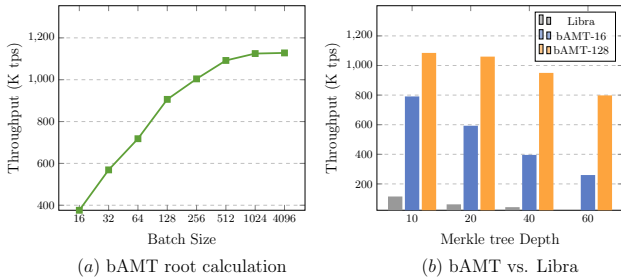 1,200
1,000
800
600
400
Throughput (K tps)
16 32 64 128 256 512 1024 4096
Batch Size
(a) bAMT root calculation
Libra
bAMT-16
bAMT-128
1,200
1,000
800
600
400
200
Throughput (K tps)
10 20 40 60
Merkle tree Depth
(b) bAMT vs. Libra